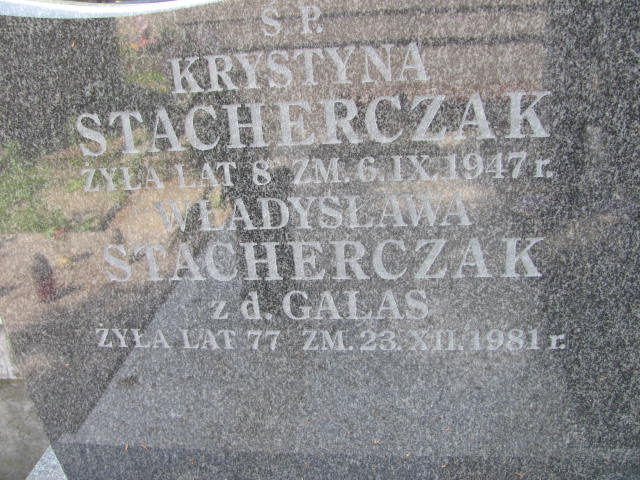 Ś.P.
KRYSTYNA
STACHERCZAK
ŻYŁA LAT 8 ZM. 6.IX.1947 r.
WŁADYSŁAWA
STACHERCZAK
z d. GALAS
ŻYŁA LAT 77 ZM. 23.XII.1981 r.